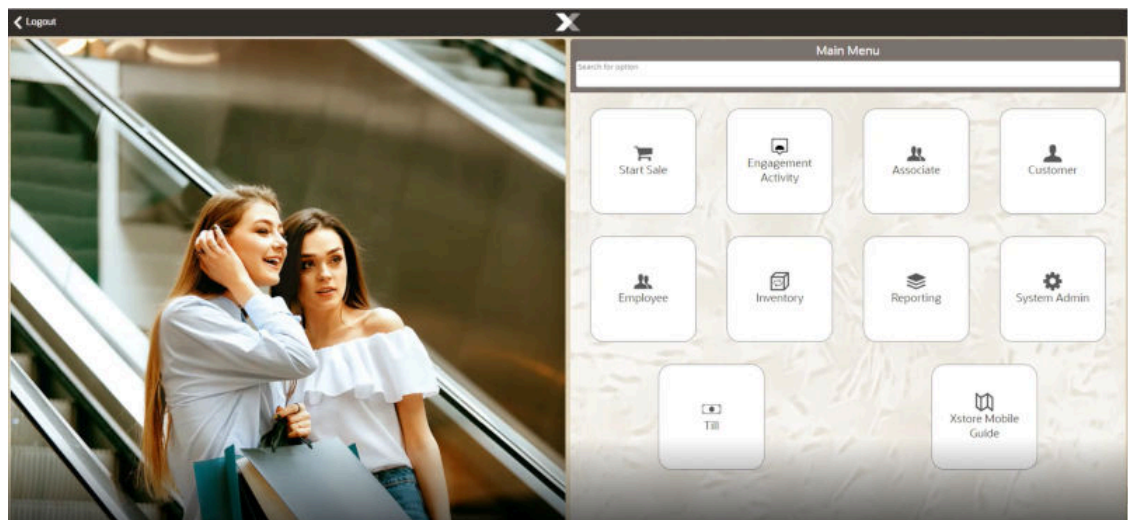 Logout
Main Menu
Search for option
Start Sale
Engagement
Activity
Associate
Customer
Employee
Inventory
Reporting
System Admin
Till
Xstore Mobile
Guide